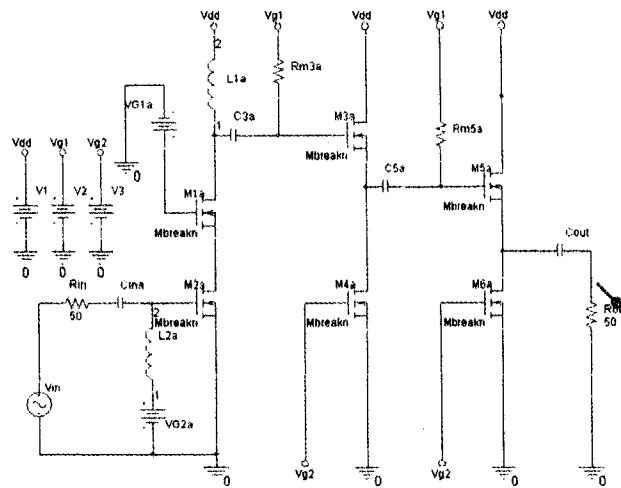 Vdd Vg1 Vdd Vg1 Vdd
2
L1a
Rm3a
VG1a
1
C3a
M3a
Rm5a
Mbreakn
C5a
M5a
Vdd Vg1 Vg2
0
M1a
V1 V2 V3
Mbreakn
Mbreakn
Cout
0 0 0
Rin
50
Cina
M2a
Mbreakn
M4a
Mbreakn
M6a
Mbreakn
50
2
L2a
1
Vin
VG2a
Vg2 Vg2
0 0 0 0